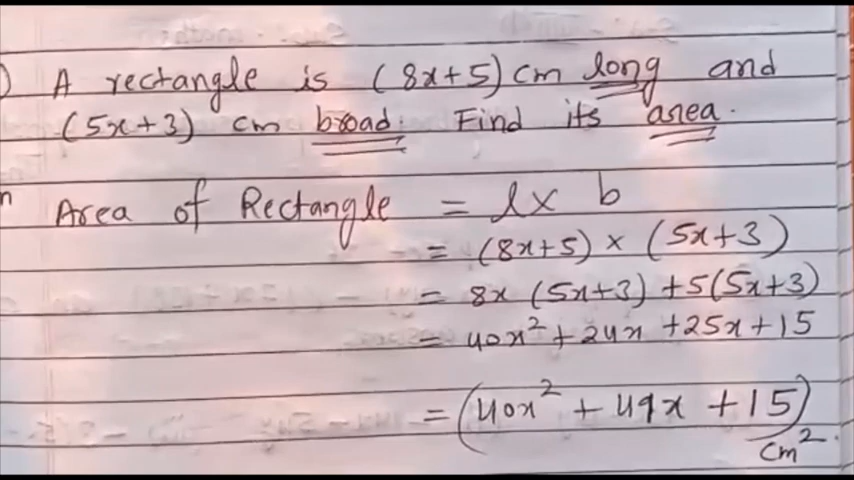 ) A rectangle is (8x+5) cm long and
(5x+3) cm broad. Find its area.
n Area of Rectangle = l x b
= (8x+5) × (5x+3)
= 8x (5x+3) +5(5x+3)
= 40x² + 24x +25x+15
= (40x² + 49x +15)
cm².